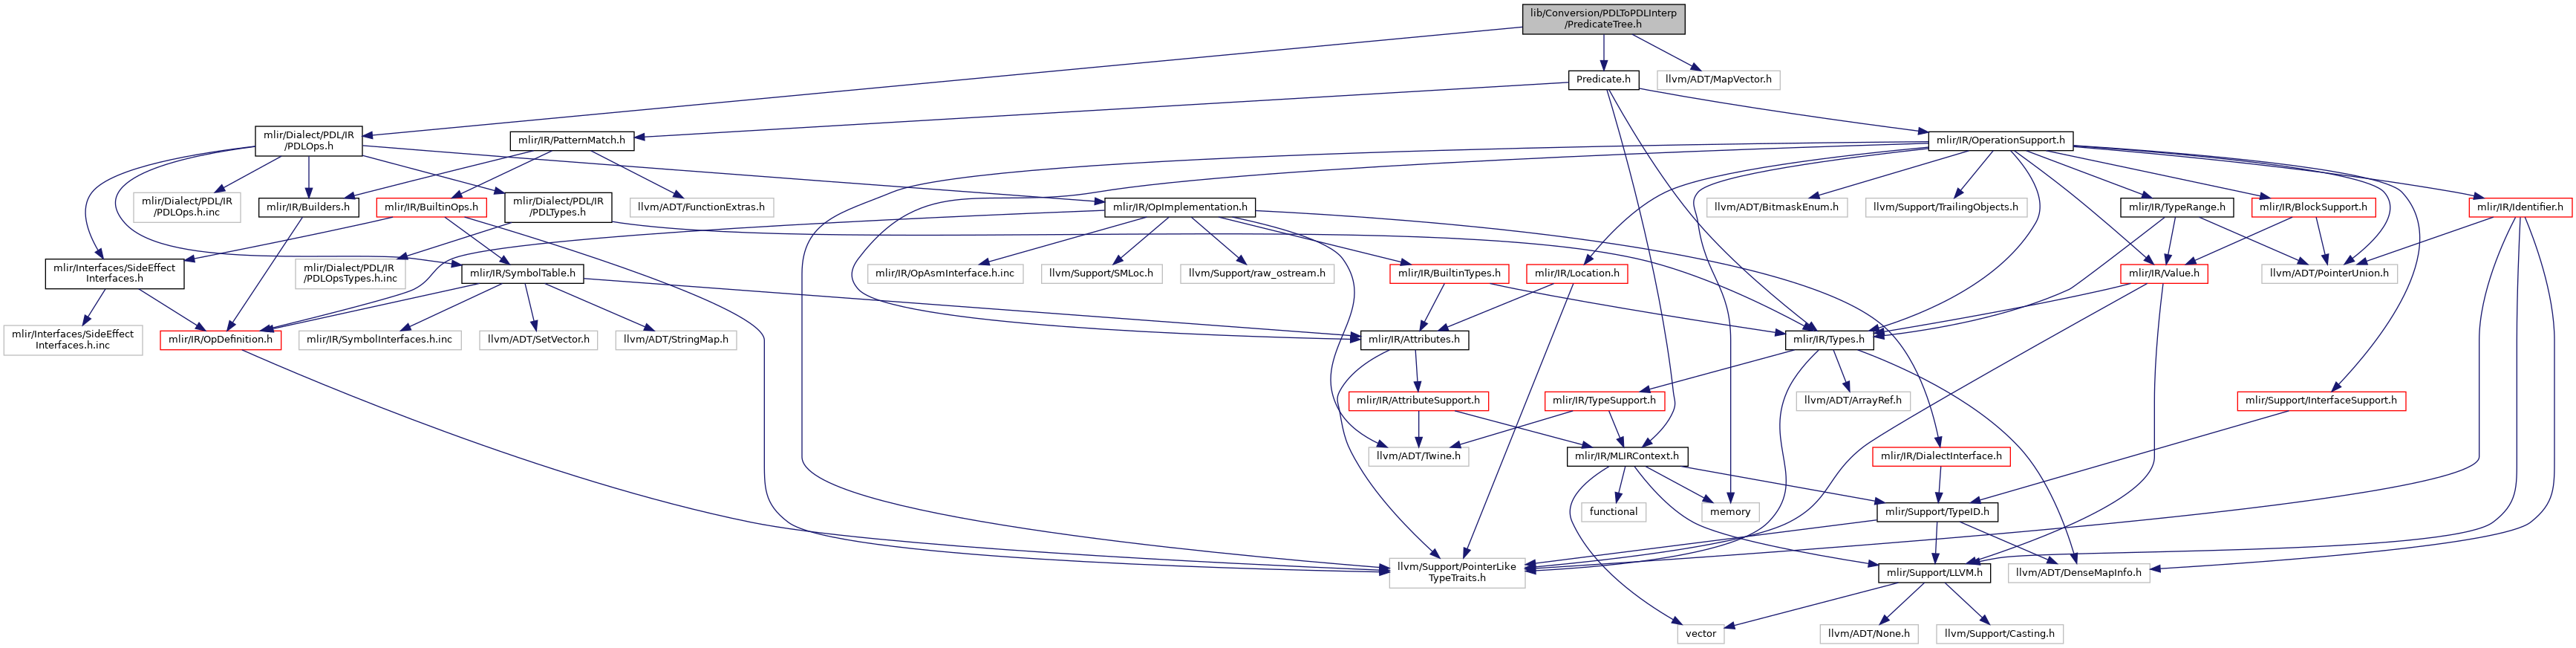 lib/Conversion/PDLToPDLInterp
/PredicateTree.h
Predicate.h
llvm/ADT/MapVector.h
mlir/Dialect/PDL/IR
/PDLOps.h
mlir/IR/PatternMatch.h
mlir/IR/OperationSupport.h
mlir/Dialect/PDL/IR
/PDLOps.h.inc
mlir/IR/Builders.h
mlir/IR/BuiltinOps.h
mlir/Dialect/PDL/IR
/PDLTypes.h
llvm/ADT/FunctionExtras.h
mlir/IR/OpImplementation.h
llvm/ADT/BitmaskEnum.h
llvm/Support/TrailingObjects.h
mlir/IR/TypeRange.h
mlir/IR/BlockSupport.h
mlir/IR/Identifier.h
mlir/Interfaces/SideEffect
Interfaces.h
mlir/Dialect/PDL/IR
/PDLOpsTypes.h.inc
mlir/IR/SymbolTable.h
mlir/IR/OpAsmInterface.h.inc
llvm/Support/SMLoc.h
llvm/Support/raw_ostream.h
mlir/IR/BuiltinTypes.h
mlir/IR/Location.h
mlir/IR/Value.h
llvm/ADT/PointerUnion.h
mlir/Interfaces/SideEffect
Interfaces.h.inc
mlir/IR/OpDefinition.h
mlir/IR/SymbolInterfaces.h.inc
llvm/ADT/SetVector.h
llvm/ADT/StringMap.h
mlir/IR/Attributes.h
mlir/IR/Types.h
mlir/IR/AttributeSupport.h
mlir/IR/TypeSupport.h
llvm/ADT/ArrayRef.h
mlir/Support/InterfaceSupport.h
llvm/ADT/Twine.h
mlir/IR/MLIRContext.h
mlir/IR/DialectInterface.h
functional
memory
mlir/Support/TypeID.h
llvm/Support/PointerLike
TypeTraits.h
mlir/Support/LLVM.h
llvm/ADT/DenseMapInfo.h
vector
llvm/ADT/None.h
llvm/Support/Casting.h